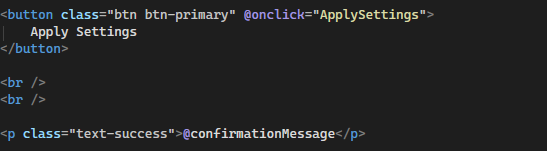 <button class="btn btn-primary" @onclick="ApplySettings">
    Apply Settings
</button>
<br />
<br />
<p class="text-success">@confirmationMessage</p>